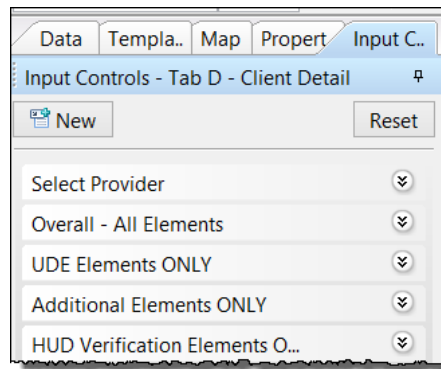 Data Templa.. Map Propert Input C..
Input Controls - Tab D - Client Detail
New Reset
Select Provider
Overall - All Elements
UDE Elements ONLY
Additional Elements ONLY
HUD Verification Elements O...